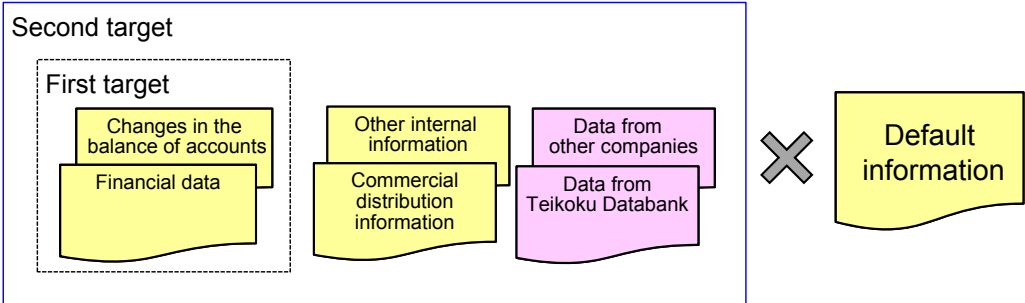 Second target
First target
Changes in the
balance of accounts
Financial data
Other internal
information
Commercial
distribution
information
Data from
other companies
Data from
Teikoku Databank
Default
information